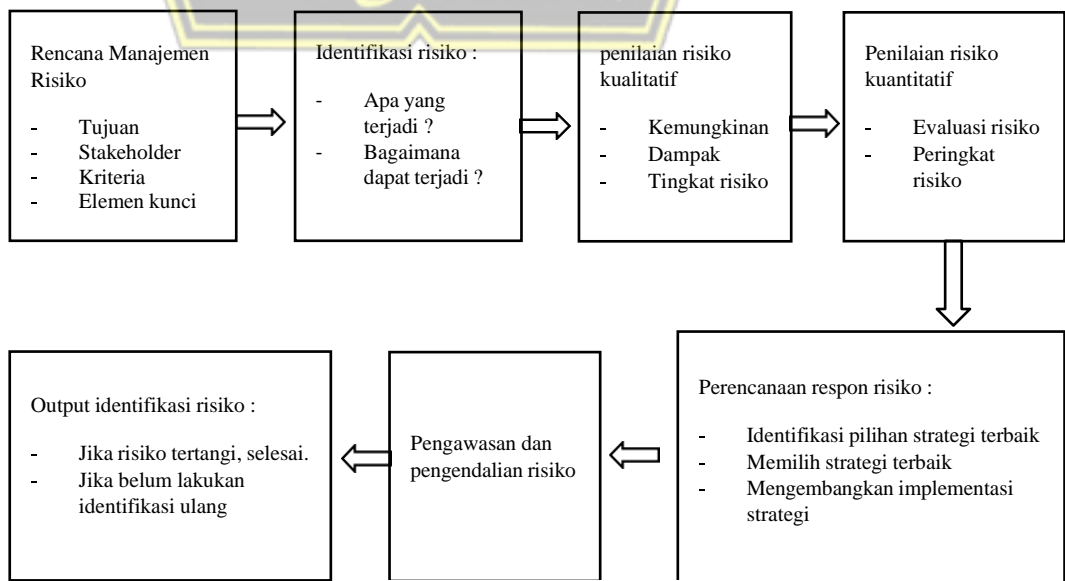 Rencana Manajemen
Risiko
- Tujuan
- Stakeholder
- Kriteria
- Elemen kunci
Identifikasi risiko :
- Apa yang
terjadi ?
- Bagaimana
dapat terjadi ?
penilaian risiko
kualitatif
- Kemungkinan
- Dampak
- Tingkat risiko
Penilaian risiko
kuantitatif
- Evaluasi risiko
- Peringkat
risiko
Perencanaan respon risiko :
- Identifikasi pilihan strategi terbaik
- Memilih strategi terbaik
- Mengembangkan implementasi
strategi
Pengawasan dan
pengendalian risiko
Output identifikasi risiko :
- Jika risiko tertangi, selesai.
- Jika belum lakukan
identifikasi ulang